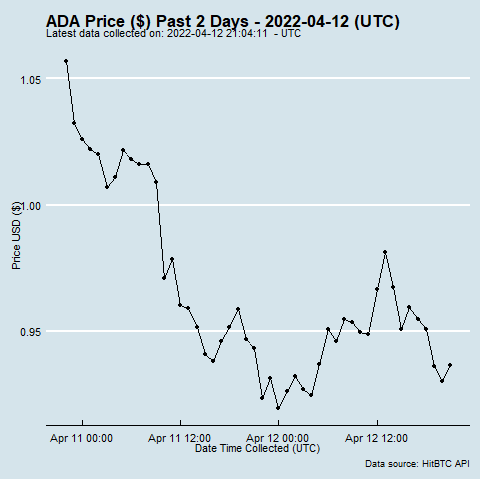 ADA Price ($) Past 2 Days - 2022-04-12 (UTC)
Latest data collected on: 2022-04-12 21:04:11 - UTC
1.05
1.00
0.95
Price USD ($)
Apr 11 00:00
Apr 11 12:00
Apr 12 00:00
Apr 12 12:00
Date Time Collected (UTC)
Data source: HitBTC API